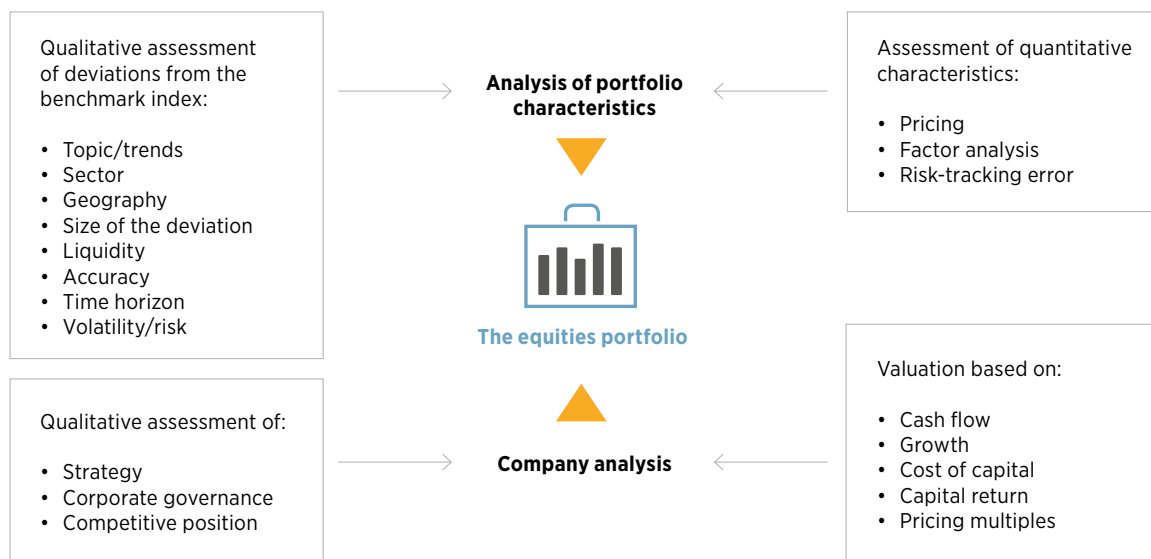 Qualitative assessment
of deviations from the
benchmark index:
• Topic/trends
• Sector
• Geography
• Size of the deviation
• Liquidity
• Accuracy
• Time horizon
• Volatility/risk
Analysis of portfolio
characteristics
Assessment of quantitative
characteristics:
• Pricing
• Factor analysis
• Risk-tracking error
The equities portfolio
Qualitative assessment of:
• Strategy
• Corporate governance
• Competitive position
Company analysis
Valuation based on:
• Cash flow
• Growth
• Cost of capital
• Capital return
• Pricing multiples